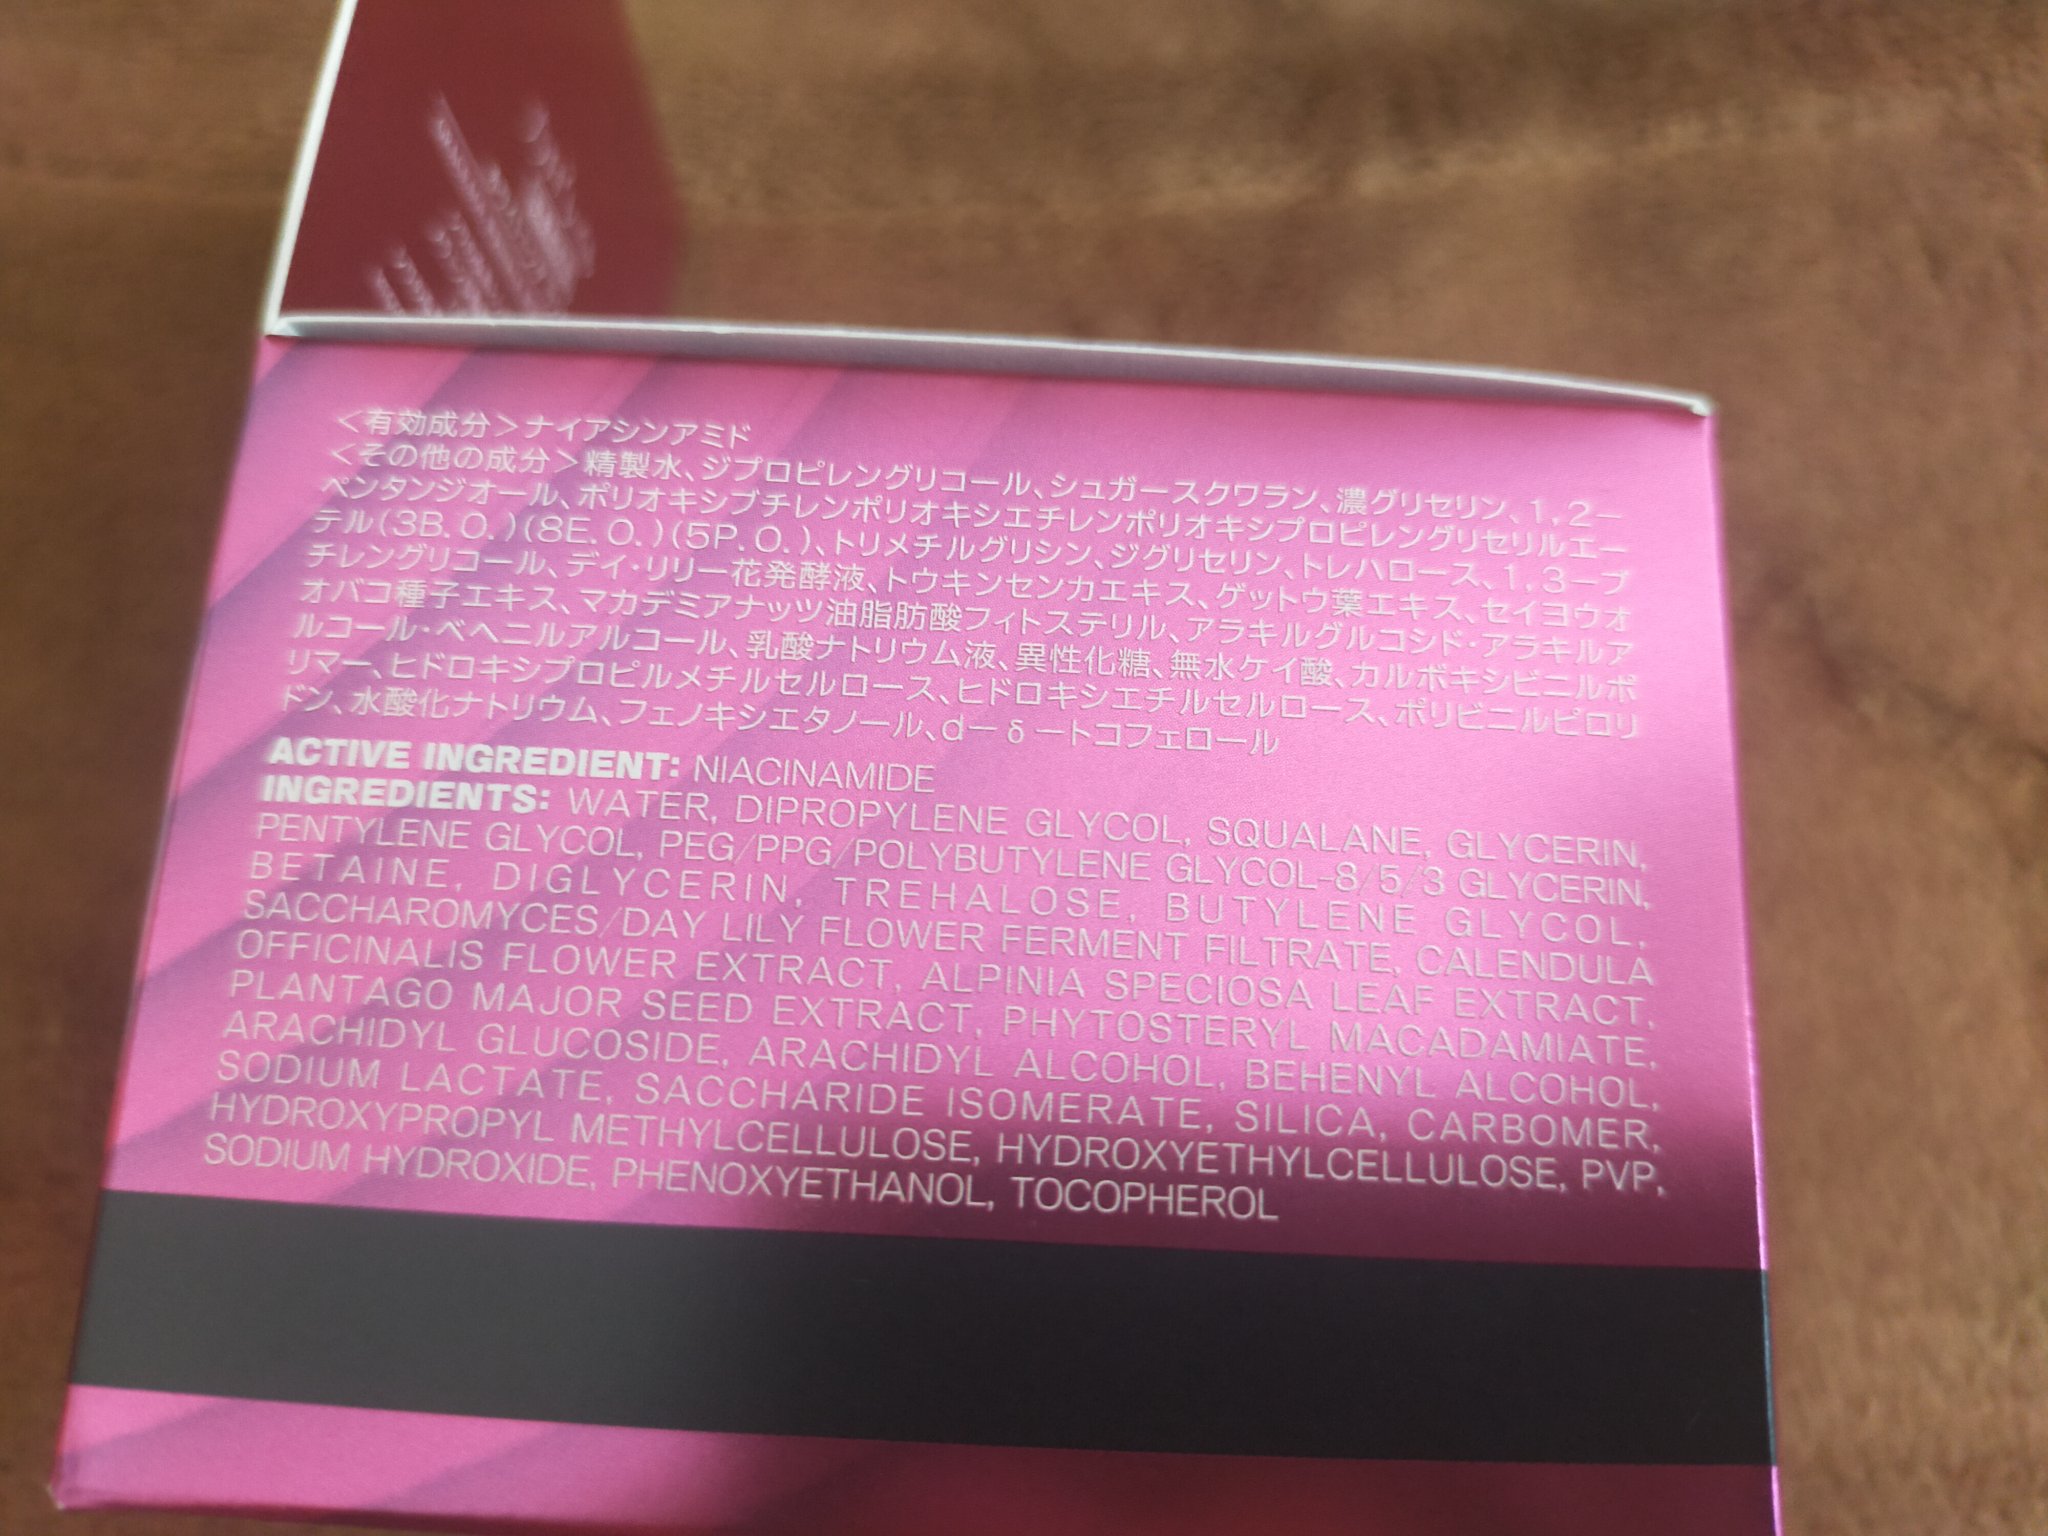 ＜有効成分＞ナイアシンアミド
＜その他の成分＞精製水、ジプロピレングリコール、シュガースクワラン、濃グリセリン、1，2－
ペンタンジオール、ポリオキシブチレンポリオキシエチレンポリオキシプロピレングリセリルエー
テル（3B．O．）（8E．O．）（5P．O．）、トリメチルグリシン、ジグリセリン、トレハロース、1，3－ブ
チレングリコール、デイ・リリー花発酵液、トウキンセンカエキス、ゲットウ葉エキス、セイヨウオ
オバコ種子エキス、マカデミアナッツ油脂肪酸フィトステリル、アラキルグルコシド・アラキルア
ルコール・ベヘニルアルコール、乳酸ナトリウム液、異性化糖、無水ケイ酸、カルボキシビニルポ
リマー、ヒドロキシプロピルメチルセルロース、ヒドロキシエチルセルロース、ポリビニルピロリ
ドン、水酸化ナトリウム、フェノキシエタノール、d－δ－トコフェロール
ACTIVE INGREDIENT: NIACINAMIDE
INGREDIENTS: WATER, DIPROPYLENE GLYCOL, SQUALANE, GLYCERIN,
PENTYLENE GLYCOL, PEG/PPG/POLYBUTYLENE GLYCOL-8/5/3 GLYCERIN,
BETAINE, DIGLYCERIN, TREHALOSE, BUTYLENE GLYCOL,
SACCHAROMYCES/DAY LILY FLOWER FERMENT FILTRATE, CALENDULA
OFFICINALIS FLOWER EXTRACT, ALPINIA SPECIOSA LEAF EXTRACT,
PLANTAGO MAJOR SEED EXTRACT, PHYTOSTERYL MACADAMIATE,
ARACHIDYL GLUCOSIDE, ARACHIDYL ALCOHOL, BEHENYL ALCOHOL,
SODIUM LACTATE, SACCHARIDE ISOMERATE, SILICA, CARBOMER,
HYDROXYPROPYL METHYLCELLULOSE, HYDROXYETHYLCELLULOSE, PVP,
SODIUM HYDROXIDE, PHENOXYETHANOL, TOCOPHEROL